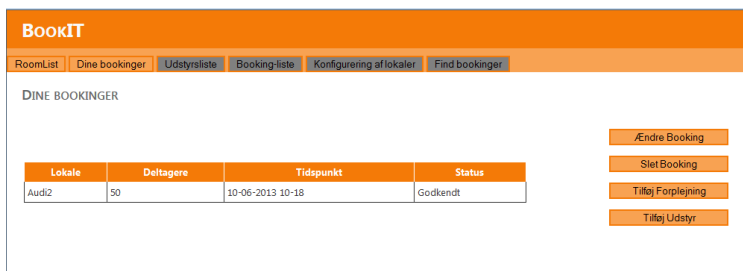 BookIT
RoomList Dine bookinger Udstyrsliste Booking-liste Konfigurering af lokaler Find bookinger
Dine bookinger
Ændre Booking
Slet Booking
Tilføj Forplejning
Tilføj Udstyr
Lokale Deltagere Tidspunkt Status
Audi2 50 10-06-2013 10-18 Godkendt